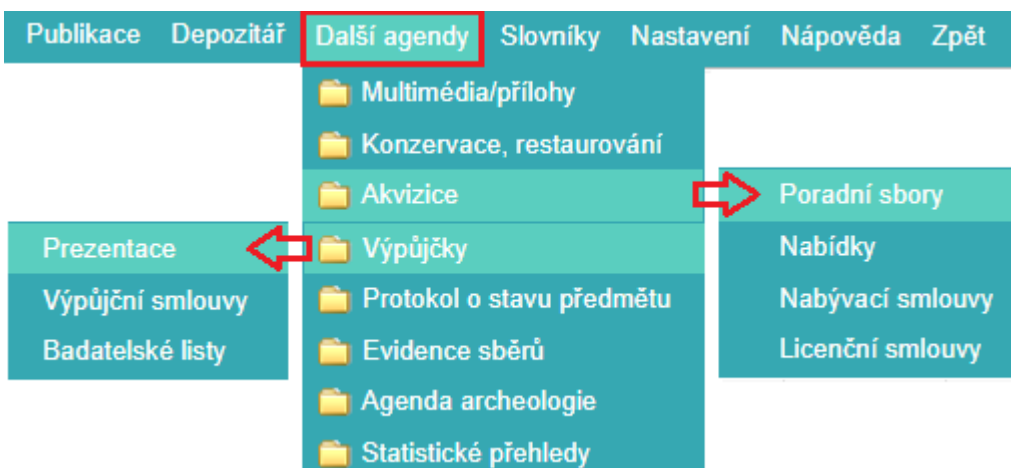 Publikace Depozitář Další agendy Slovníky Nastavení Nápověda Zpět
Multimédia/přílohy
Konzervace, restaurování
Akvizice
Výpůjčky
Protokol o stavu předmětu
Evidence sběrů
Agenda archeologie
Statistické přehledy
Prezentace
Výpůjční smlouvy
Badatelské listy
Poradní sbory
Nabídky
Nabývací smlouvy
Licenční smlouvy